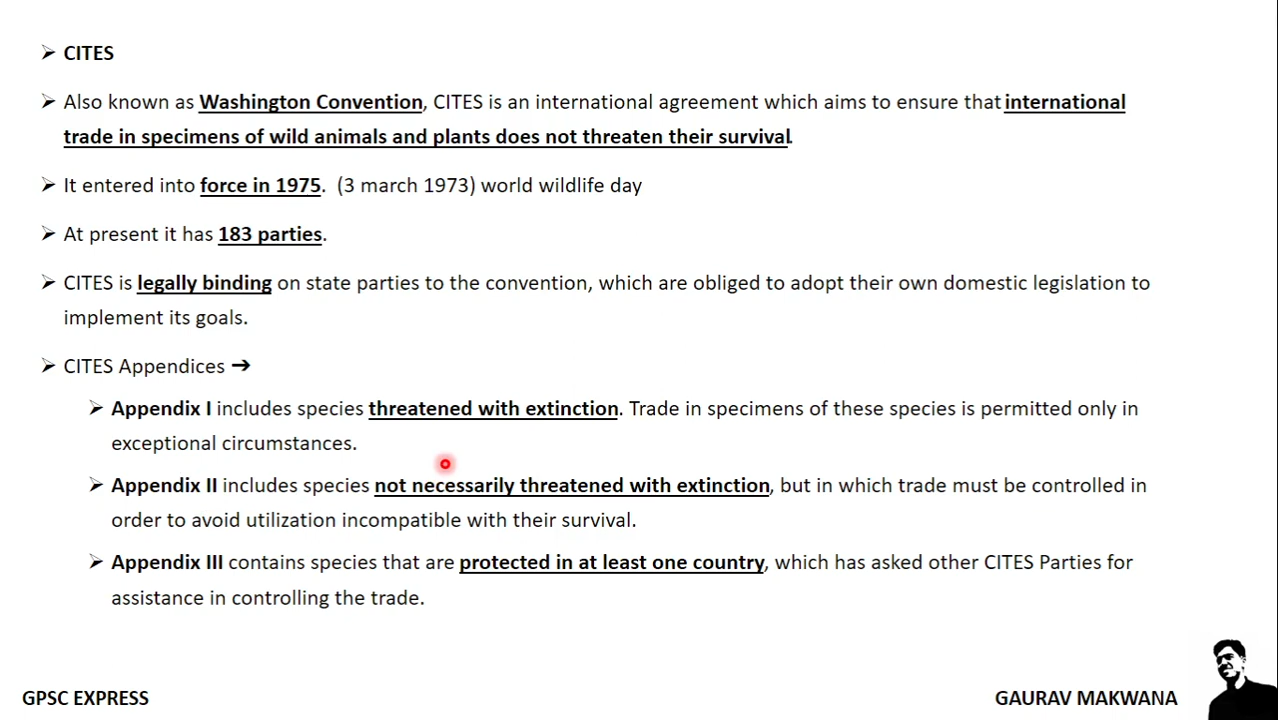 ➢ CITES
➢ Also known as Washington Convention, CITES is an international agreement which aims to ensure that international
trade in specimens of wild animals and plants does not threaten their survival.
➢ It entered into force in 1975. (3 march 1973) world wildlife day
➢ At present it has 183 parties.
➢ CITES is legally binding on state parties to the convention, which are obliged to adopt their own domestic legislation to
implement its goals.
➢ CITES Appendices ➔
➢ Appendix I includes species threatened with extinction. Trade in specimens of these species is permitted only in
exceptional circumstances.
➢ Appendix II includes species not necessarily threatened with extinction, but in which trade must be controlled in
order to avoid utilization incompatible with their survival.
➢ Appendix III contains species that are protected in at least one country, which has asked other CITES Parties for
assistance in controlling the trade.
GPSC EXPRESS
GAURAV MAKWANA